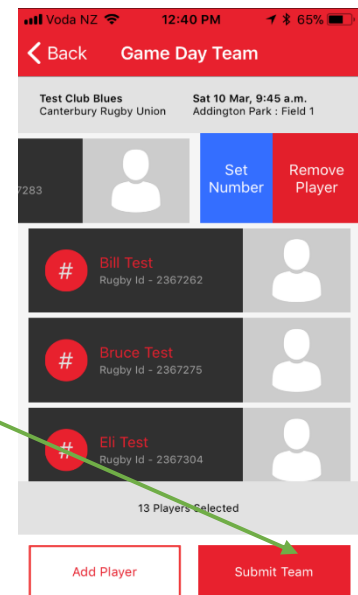 Voda NZ 12:40 PM 65%
Back Game Day Team
Test Club Blues Sat 10 Mar, 9:45 a.m.
Canterbury Rugby Union Addington Park : Field 1
7283
Set Number
Remove Player
#
Bill Test
Rugby Id - 2367262
#
Bruce Test
Rugby Id - 2367275
#
Eli Test
Rugby Id - 2367304
13 Players Selected
Add Player Submit Team